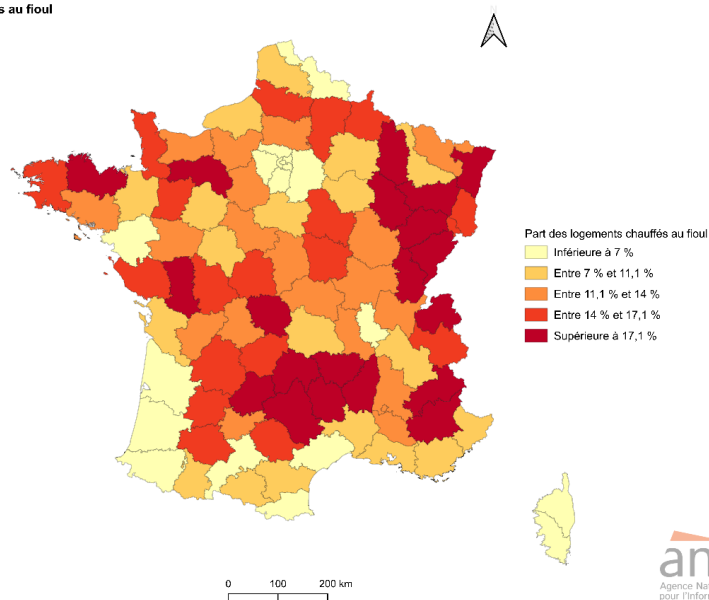 s au fioul
Part des logements chauffés au fioul
Inférieure à 7 %
Entre 7 % et 11,1 %
Entre 11,1 % et 14 %
Entre 14 % et 17,1 %
Supérieure à 17,1 %
0 100 200 km
an
Agence Na
pour l'Infor